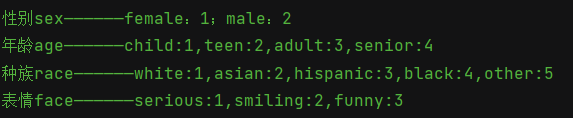 性别sex——————female：1；male：2
年龄age——————child:1,teen:2,adult:3,senior:4
种族race——————white:1,asian:2,hispanic:3,black:4,other:5
表情face——————serious:1,smiling:2,funny:3